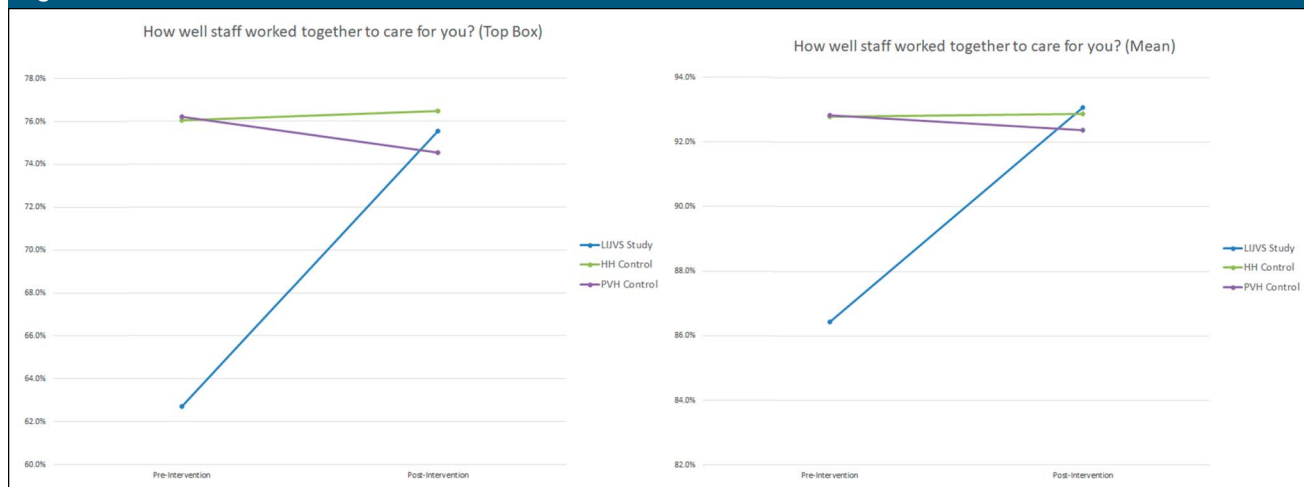 How well staff worked together to care for you? (Top Box)
78.0%
76.0%
74.0%
72.0%
70.0%
68.0%
66.0%
64.0%
62.0%
60.0%
Pre-Intervention Post-Intervention
LIJVS Study
HH Control
PVH Control
How well staff worked together to care for you? (Mean)
94.0%
92.0%
90.0%
88.0%
86.0%
84.0%
82.0%
Pre-Intervention Post-Intervention
LIJVS Study
HH Control
PVH Control